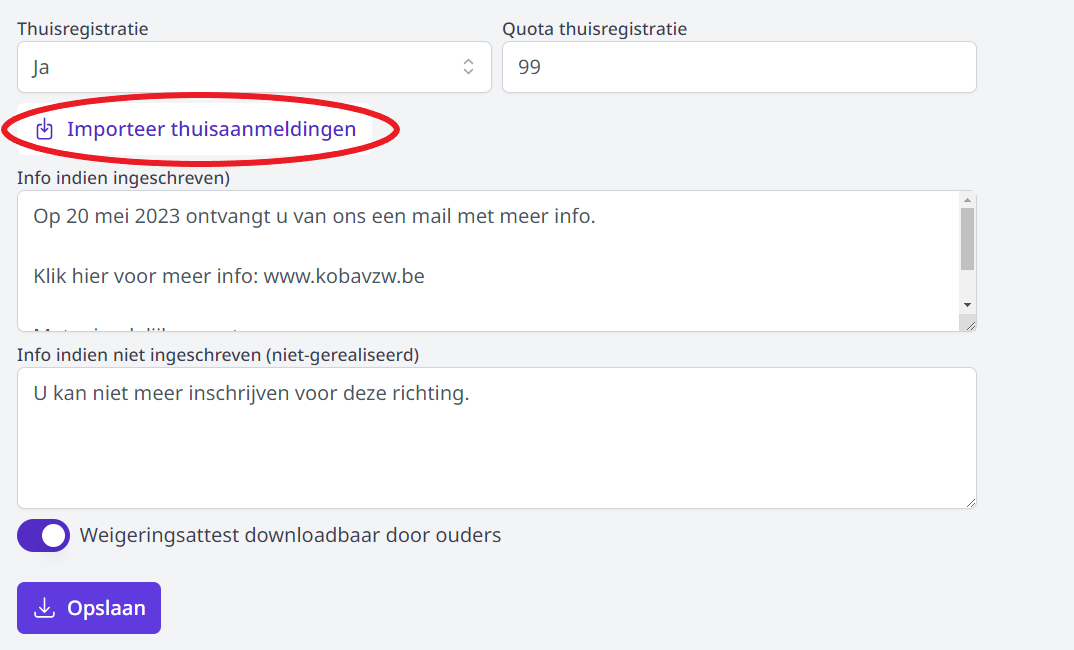 Thuisregistratie
Quota thuisregistratie
Ja
99
Importeer thuisaanmeldingen
Info indien ingeschreven)
Op 20 mei 2023 ontvangt u van ons een mail met meer info.
Klik hier voor meer info: www.kobavzw.be
Info indien niet ingeschreven (niet-gerealiseerd)
U kan niet meer inschrijven voor deze richting.
Weigeringsattest downloadbaar door ouders
Opslaan